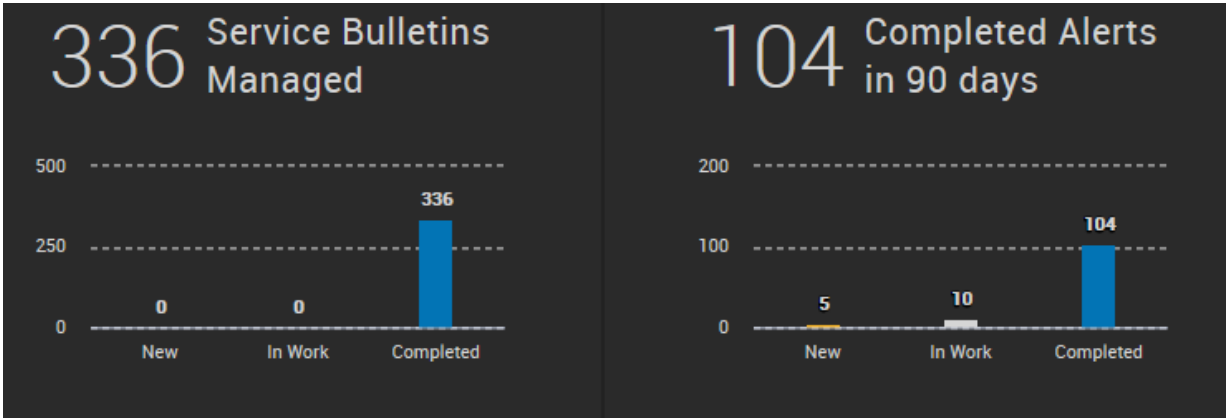 336 Service Bulletins
Managed
500
336
250
0 0
0
New In Work Completed
104 Completed Alerts
in 90 days
200
104
100
5 10
0
New In Work Completed